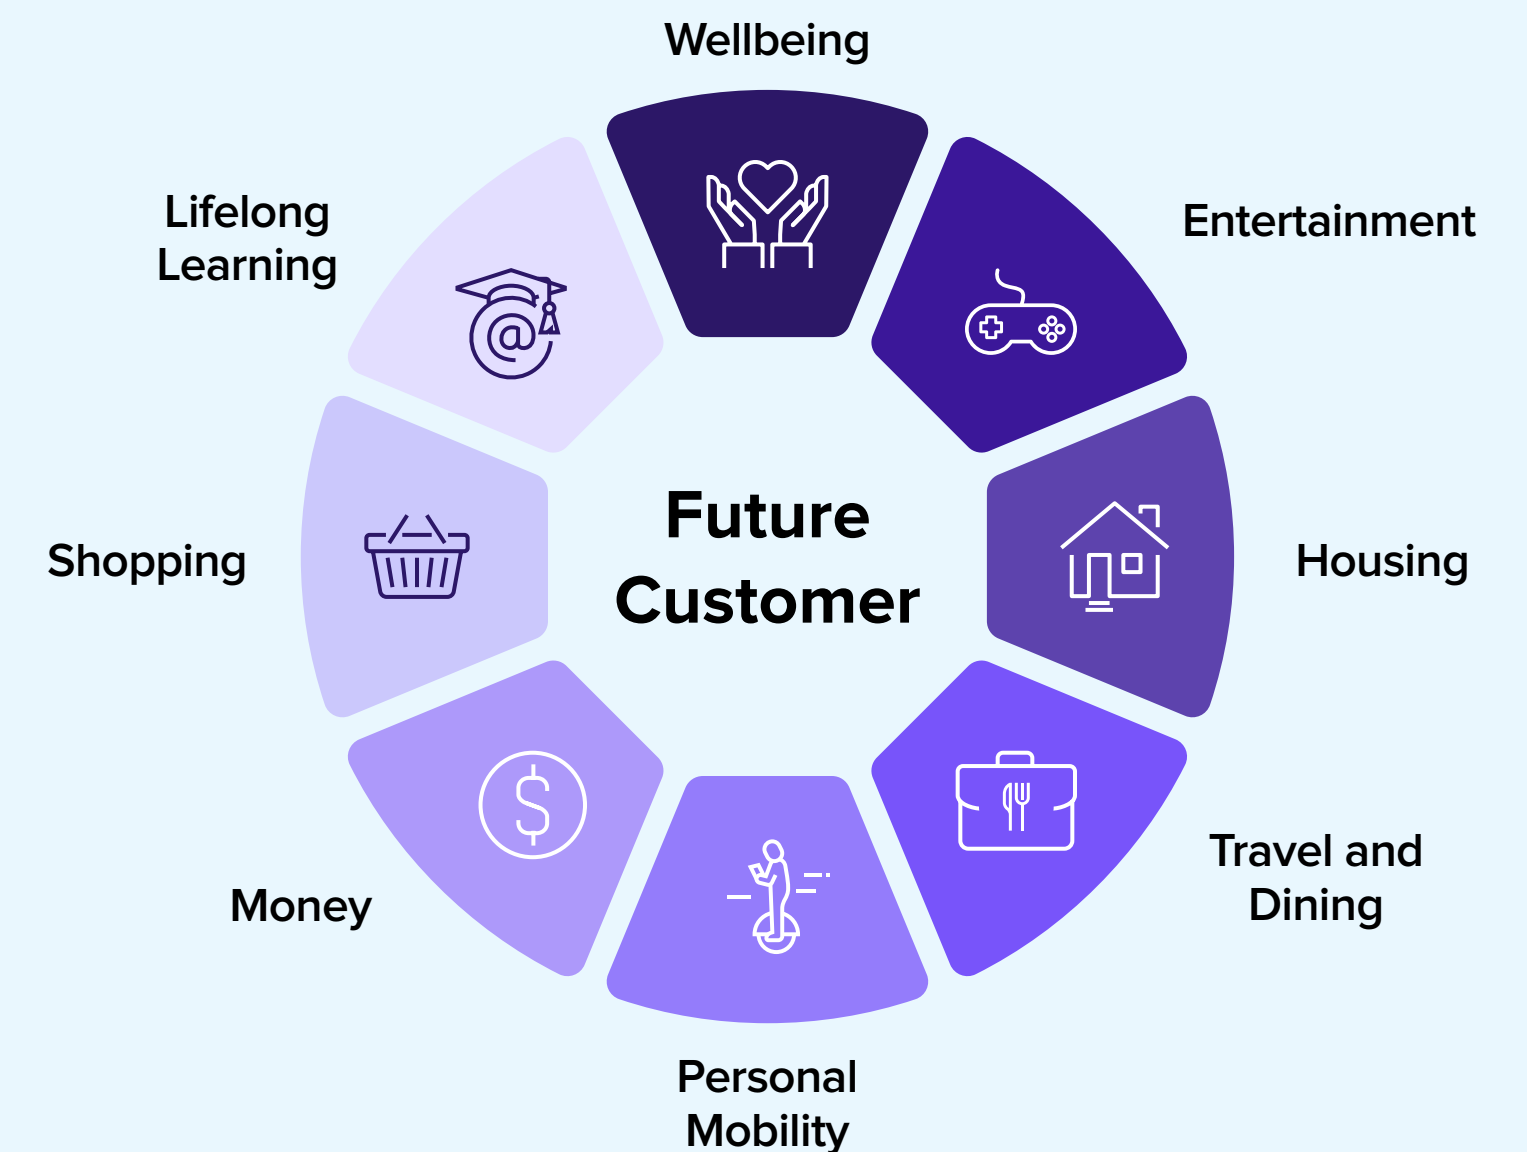 Wellbeing
Entertainment
Housing
Travel and
Dining
Personal
Mobility
Money
Shopping
Lifelong
Learning
Future
Customer
@
$